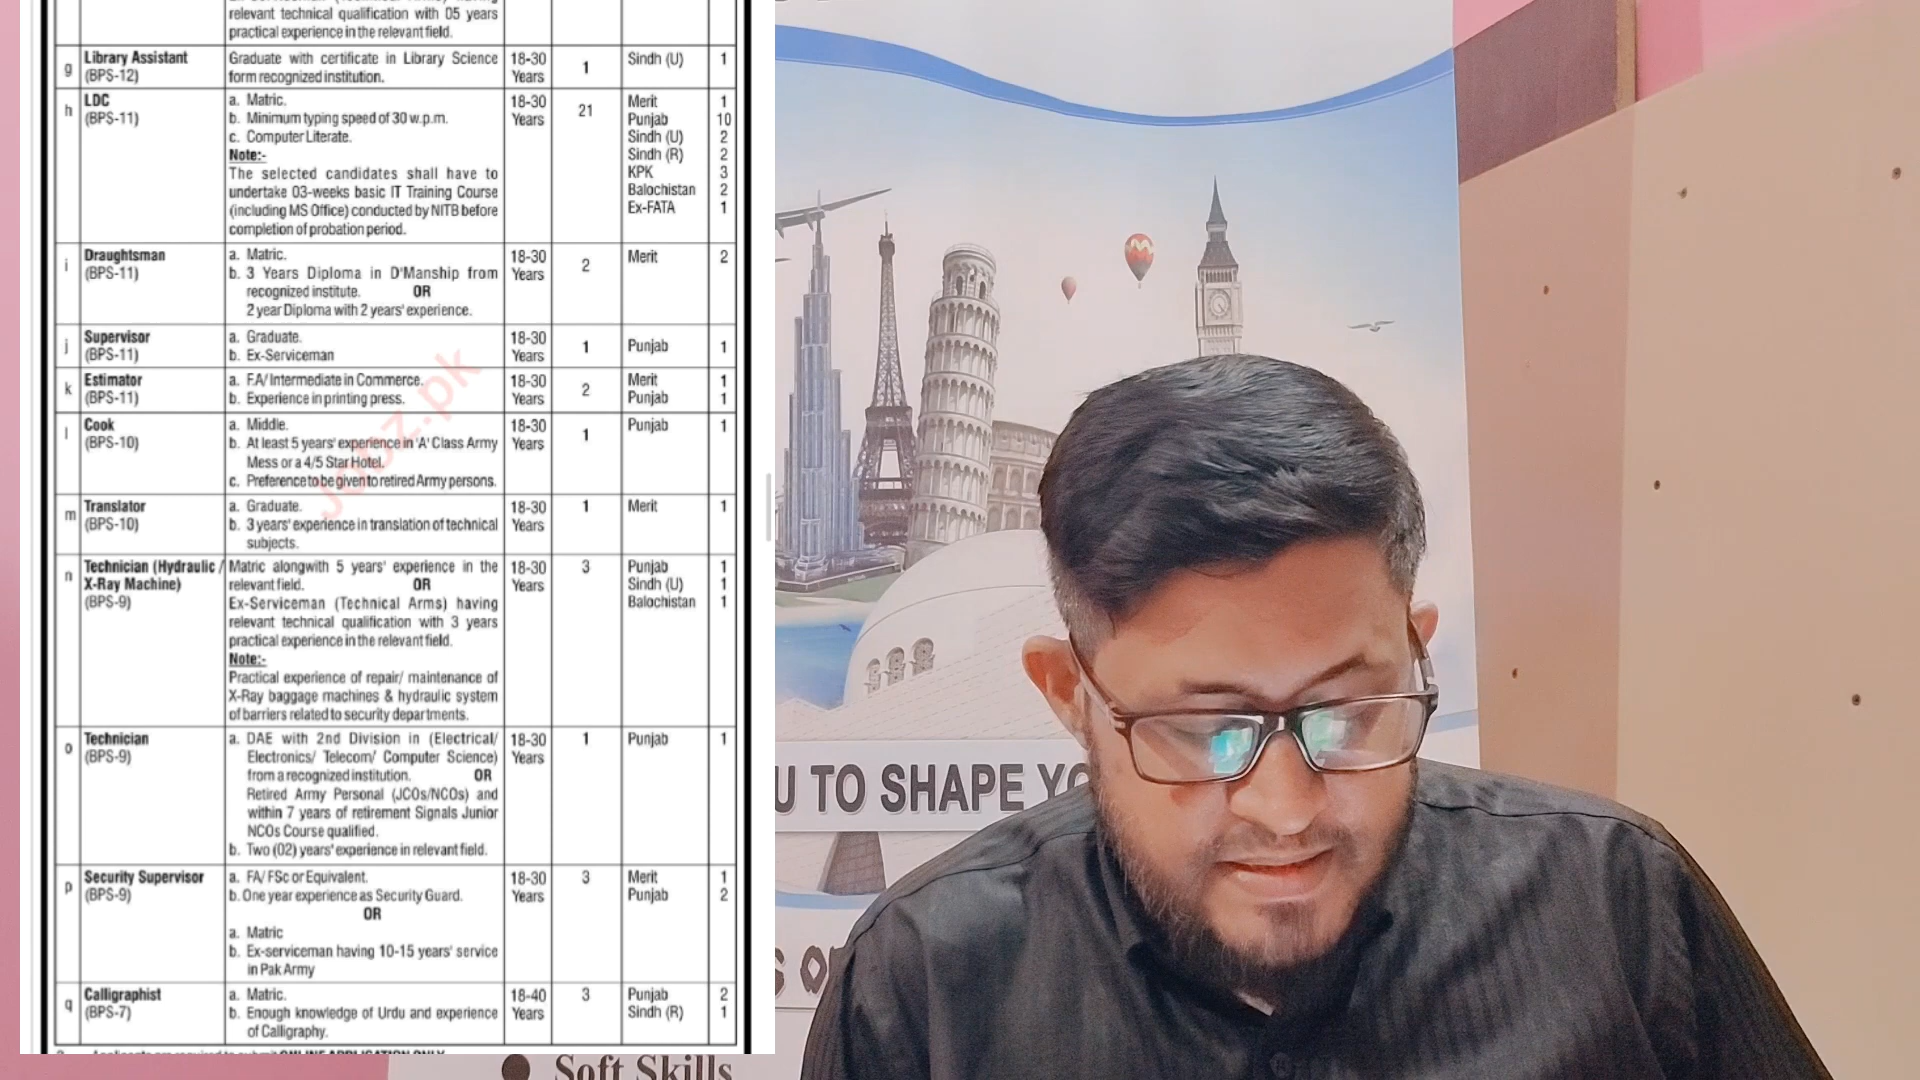 relevant technical qualification with 05 years
practical experience in the relevant field.
g Library Assistant (BPS-12) Graduate with certificate in Library Science form recognized institution. 18-30 Years 1 Sindh (U) 1
h LDC (BPS-11)
a. Matric.
b. Minimum typing speed of 30 w.p.m.
c. Computer Literate.
Note:-
The selected candidates shall have to
undertake 03-weeks basic IT Training Course
(including MS Office) conducted by NITB before
completion of probation period.
18-30 Years 21
Merit 1
Punjab 10
Sindh (U) 2
Sindh (R) 2
KPK 3
Balochistan 2
Ex-FATA 1
i Draughtsman (BPS-11)
a. Matric.
b. 3 Years Diploma in D'Manship from
recognized institute. OR
2 year Diploma with 2 years' experience.
18-30 Years 2 Merit 2
j Supervisor (BPS-11)
a. Graduate.
b. Ex-Serviceman
18-30 Years 1 Punjab 1
k Estimator (BPS-11)
a. F.A/ Intermediate in Commerce.
b. Experience in printing press.
18-30 Years 2
Merit 1
Punjab 1
l Cook (BPS-10)
a. Middle.
b. At least 5 years' experience in 'A' Class Army
Mess or a 4/5 Star Hotel.
c. Preference to be given to retired Army persons.
18-30 Years 1 Punjab 1
m Translator (BPS-10)
a. Graduate.
b. 3 years' experience in translation of technical
subjects.
18-30 Years 1 Merit 1
n Technician (Hydraulic / X-Ray Machine) (BPS-9)
Matric alongwith 5 years' experience in the
relevant field. OR
Ex-Serviceman (Technical Arms) having
relevant technical qualification with 3 years
practical experience in the relevant field.
Note:-
Practical experience of repair/ maintenance of
X-Ray baggage machines & hydraulic system
of barriers related to security departments.
18-30 Years 3
Punjab 1
Sindh (U) 1
Balochistan 1
o Technician (BPS-9)
a. DAE with 2nd Division in (Electrical/
Electronics/ Telecom/ Computer Science)
from a recognized institution. OR
Retired Army Personal (JCOs/NCOs) and
within 7 years of retirement Signals Junior
NCOs Course qualified.
b. Two (02) years' experience in relevant field.
18-30 Years 1 Punjab 1
p Security Supervisor (BPS-9)
a. FA/ FSc or Equivalent.
b. One year experience as Security Guard.
OR
a. Matric
b. Ex-serviceman having 10-15 years' service
in Pak Army
18-30 Years 3
Merit 1
Punjab 2
q Calligraphist (BPS-7)
a. Matric.
b. Enough knowledge of Urdu and experience
of Calligraphy.
18-40 Years 3
Punjab 2
Sindh (R) 1
Jobz.pk
U TO SHAPE YO
Soft Skills